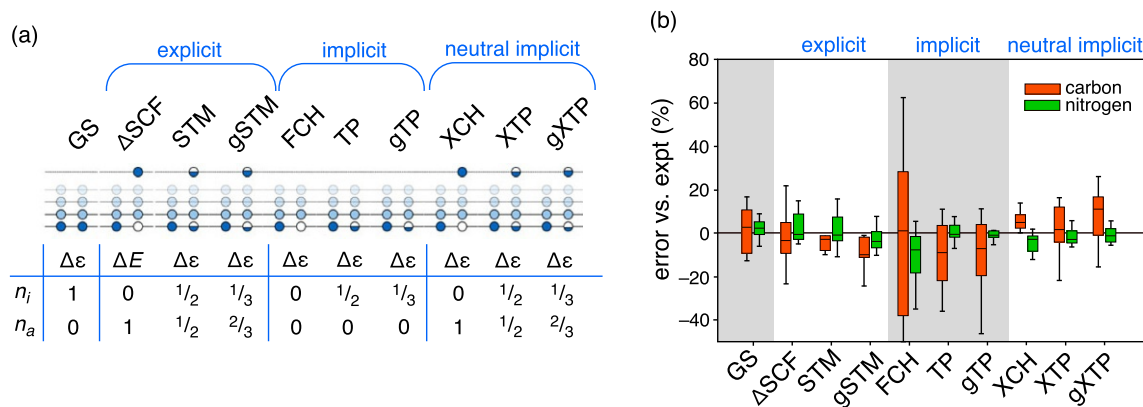 (a)
explicit implicit neutral implicit
GS ΔSCF STM gSTM FCH TP gTP XCH XTP gXTP
Δε ΔE Δε Δε Δε Δε Δε Δε Δε Δε
nᵢ 1 0 1/2 1/3 0 1/2 1/3 0 1/2 1/3
nₐ 0 1 1/2 2/3 0 0 0 1 1/2 2/3
(b)
explicit implicit neutral implicit
error vs. expt (%)
80
60
40
20
0
−20
−40
carbon
nitrogen
GS ΔSCF STM gSTM FCH TP gTP XCH XTP gXTP